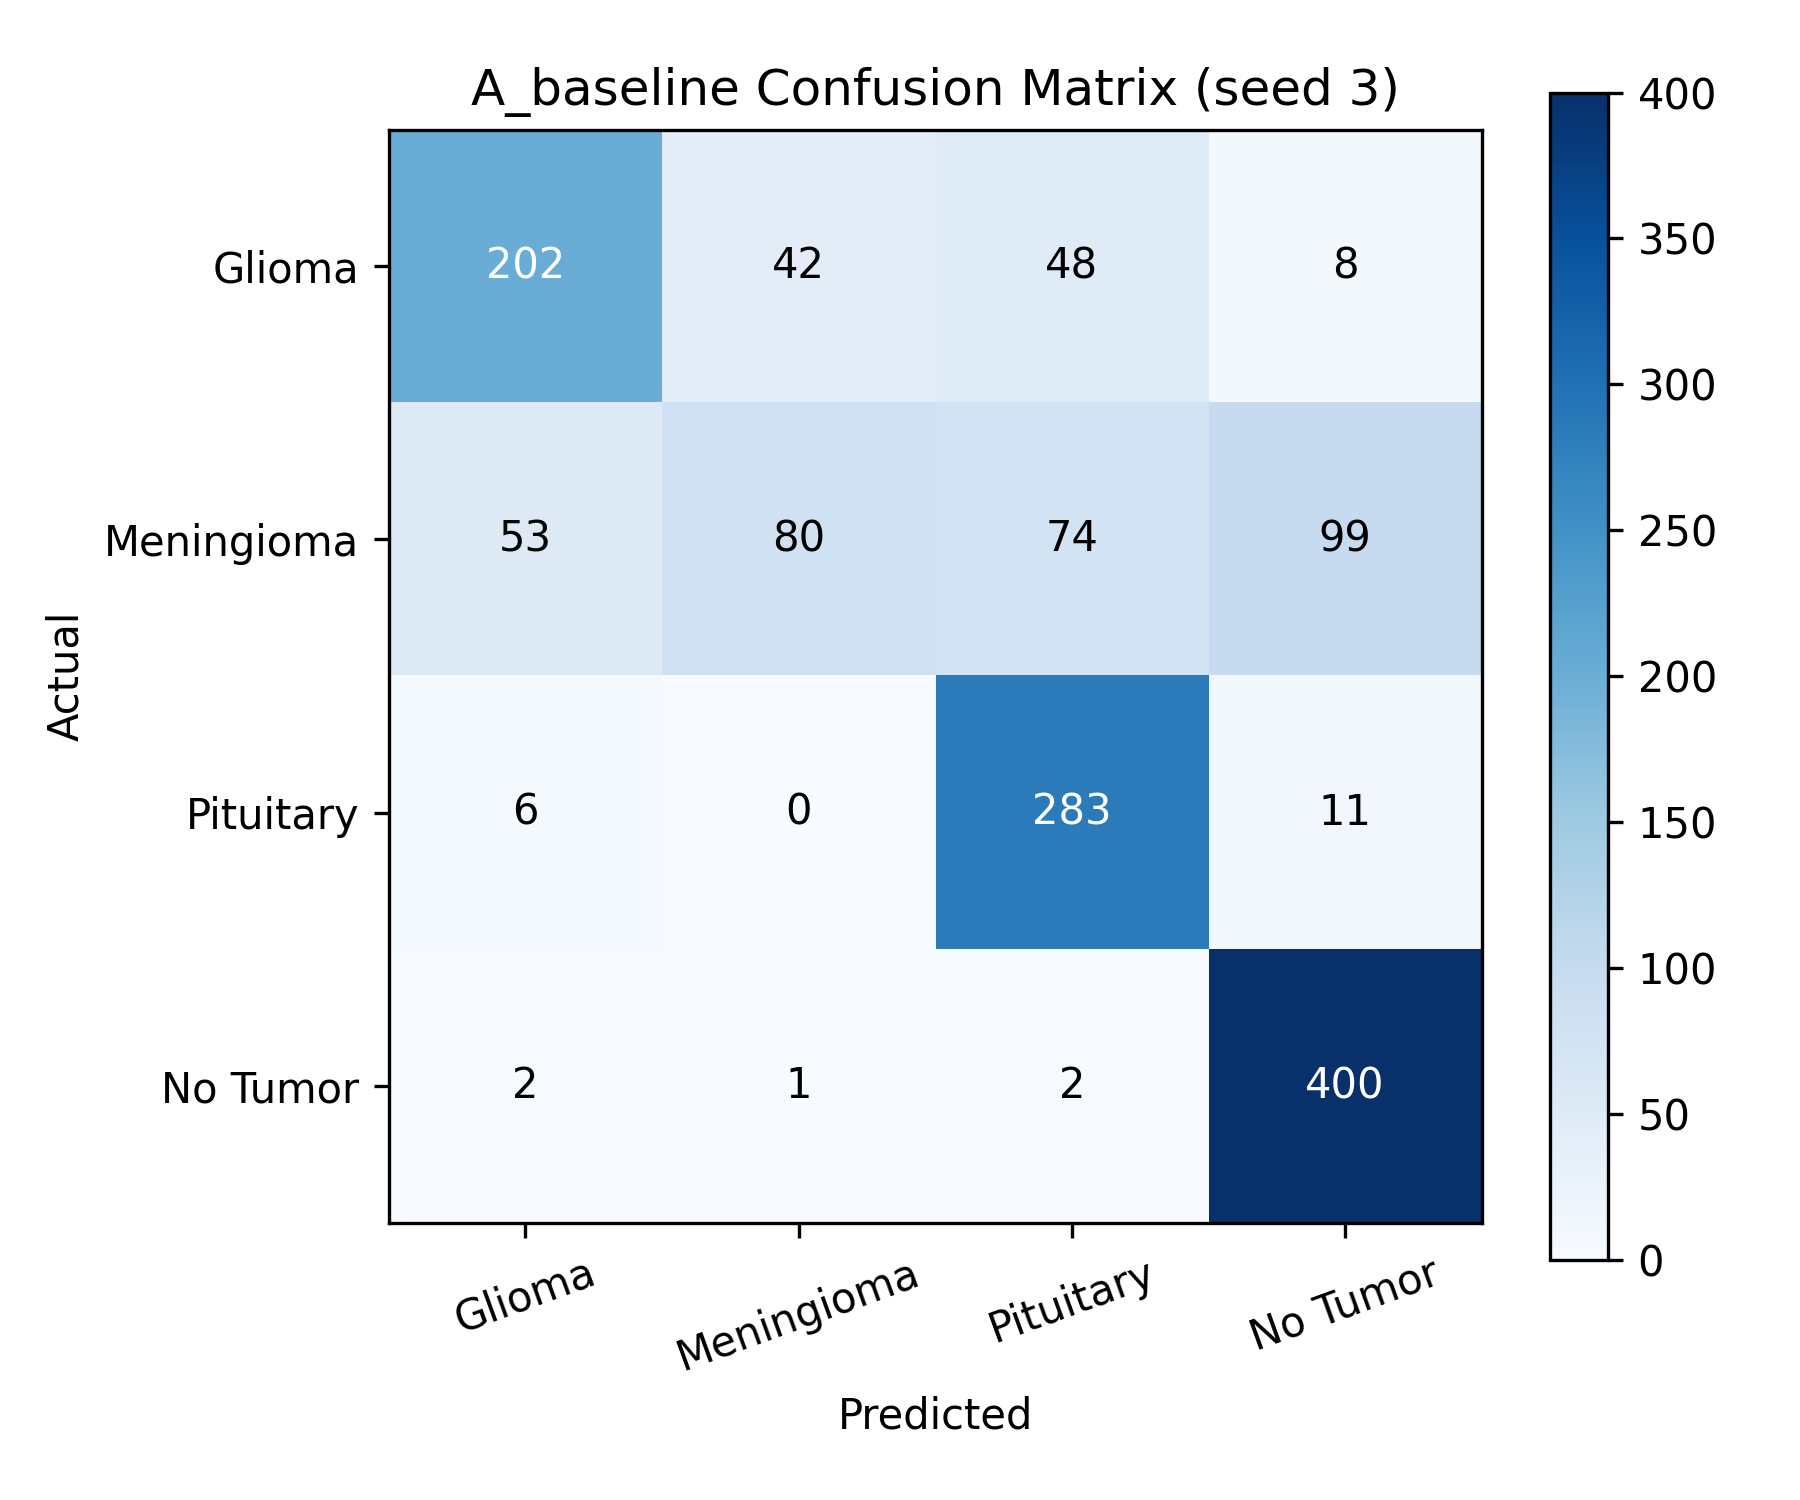 A_baseline Confusion Matrix (seed 3)
Actual
Glioma 202 42 48 8
Meningioma 53 80 74 99
Pituitary 6 0 283 11
No Tumor 2 1 2 400
Glioma Meningioma Pituitary No Tumor
Predicted
400
350
300
250
200
150
100
50
0